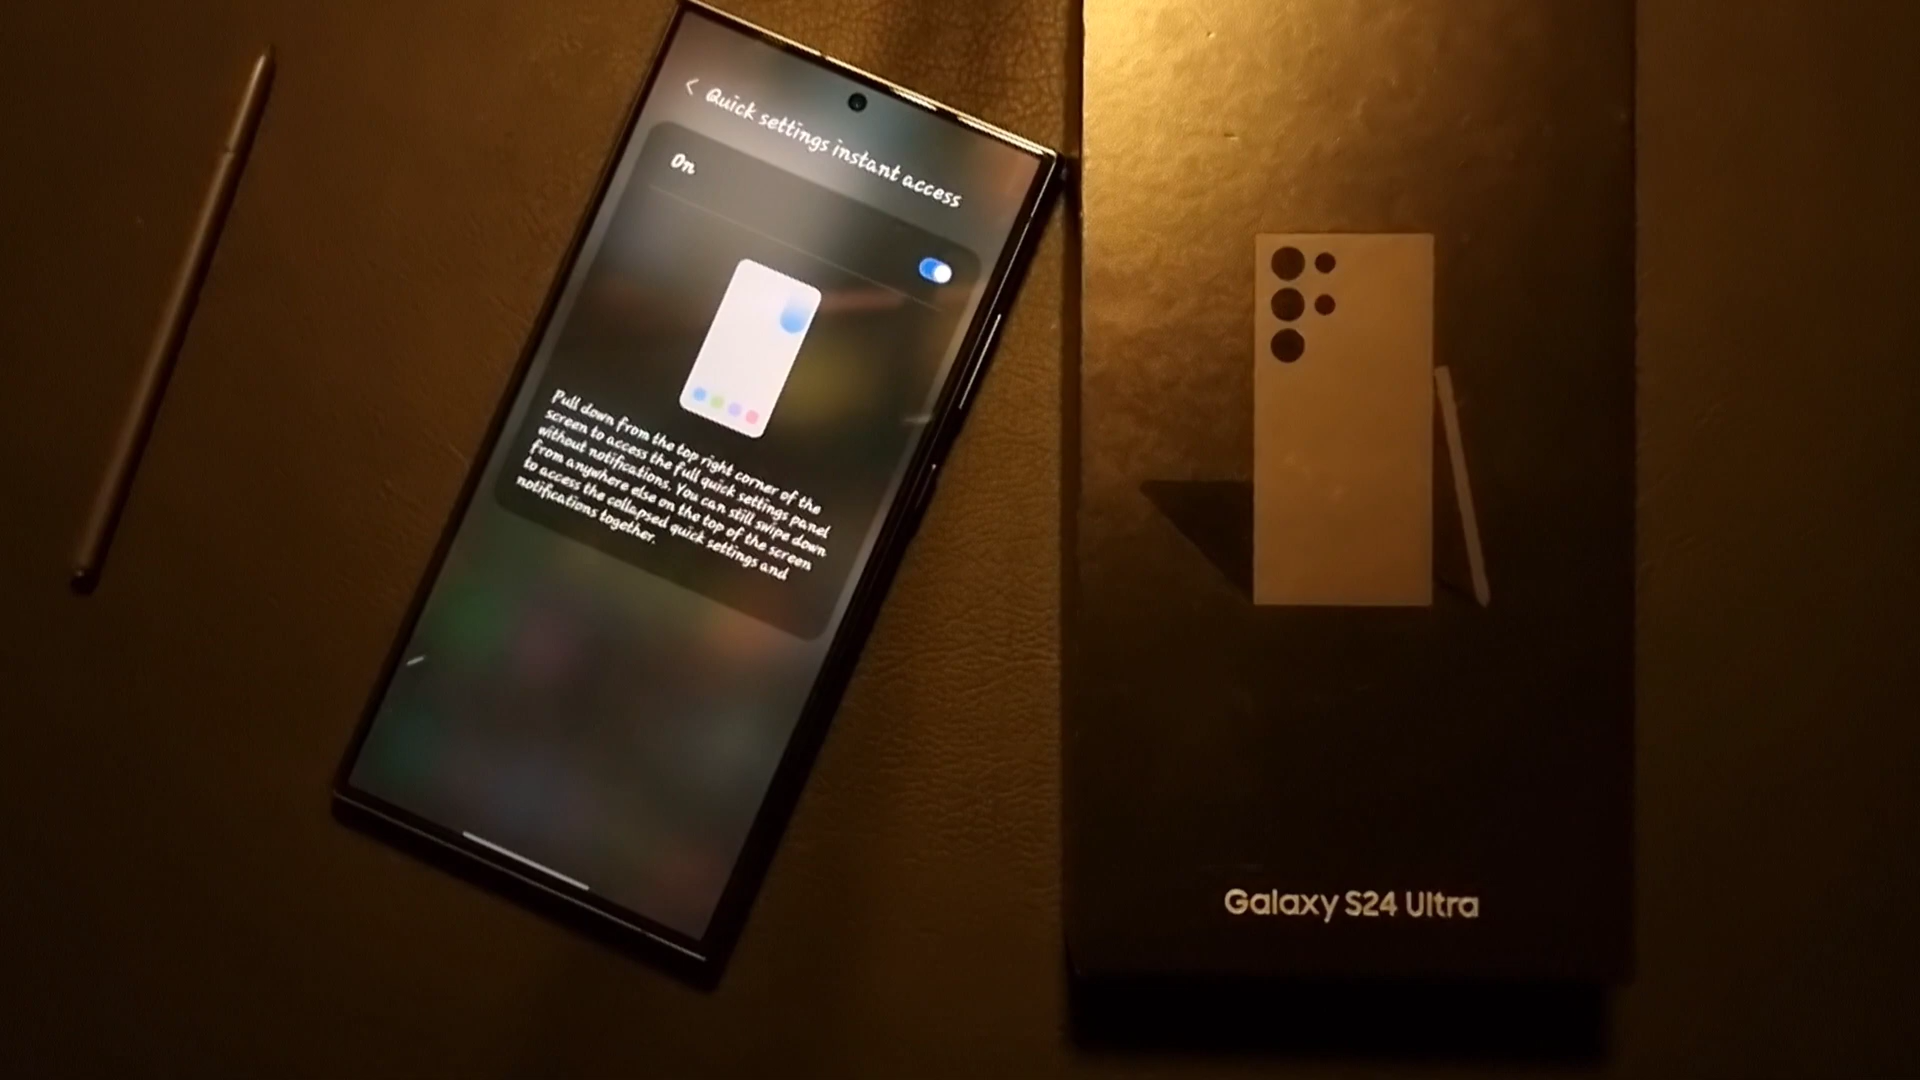 Quick settings instant access
On
Pull down from the top right corner of the
screen to access the full quick settings panel
without notifications. You can still swipe down
from anywhere else on the top of the screen
to access the collapsed quick settings and
notifications together.
Galaxy S24 Ultra